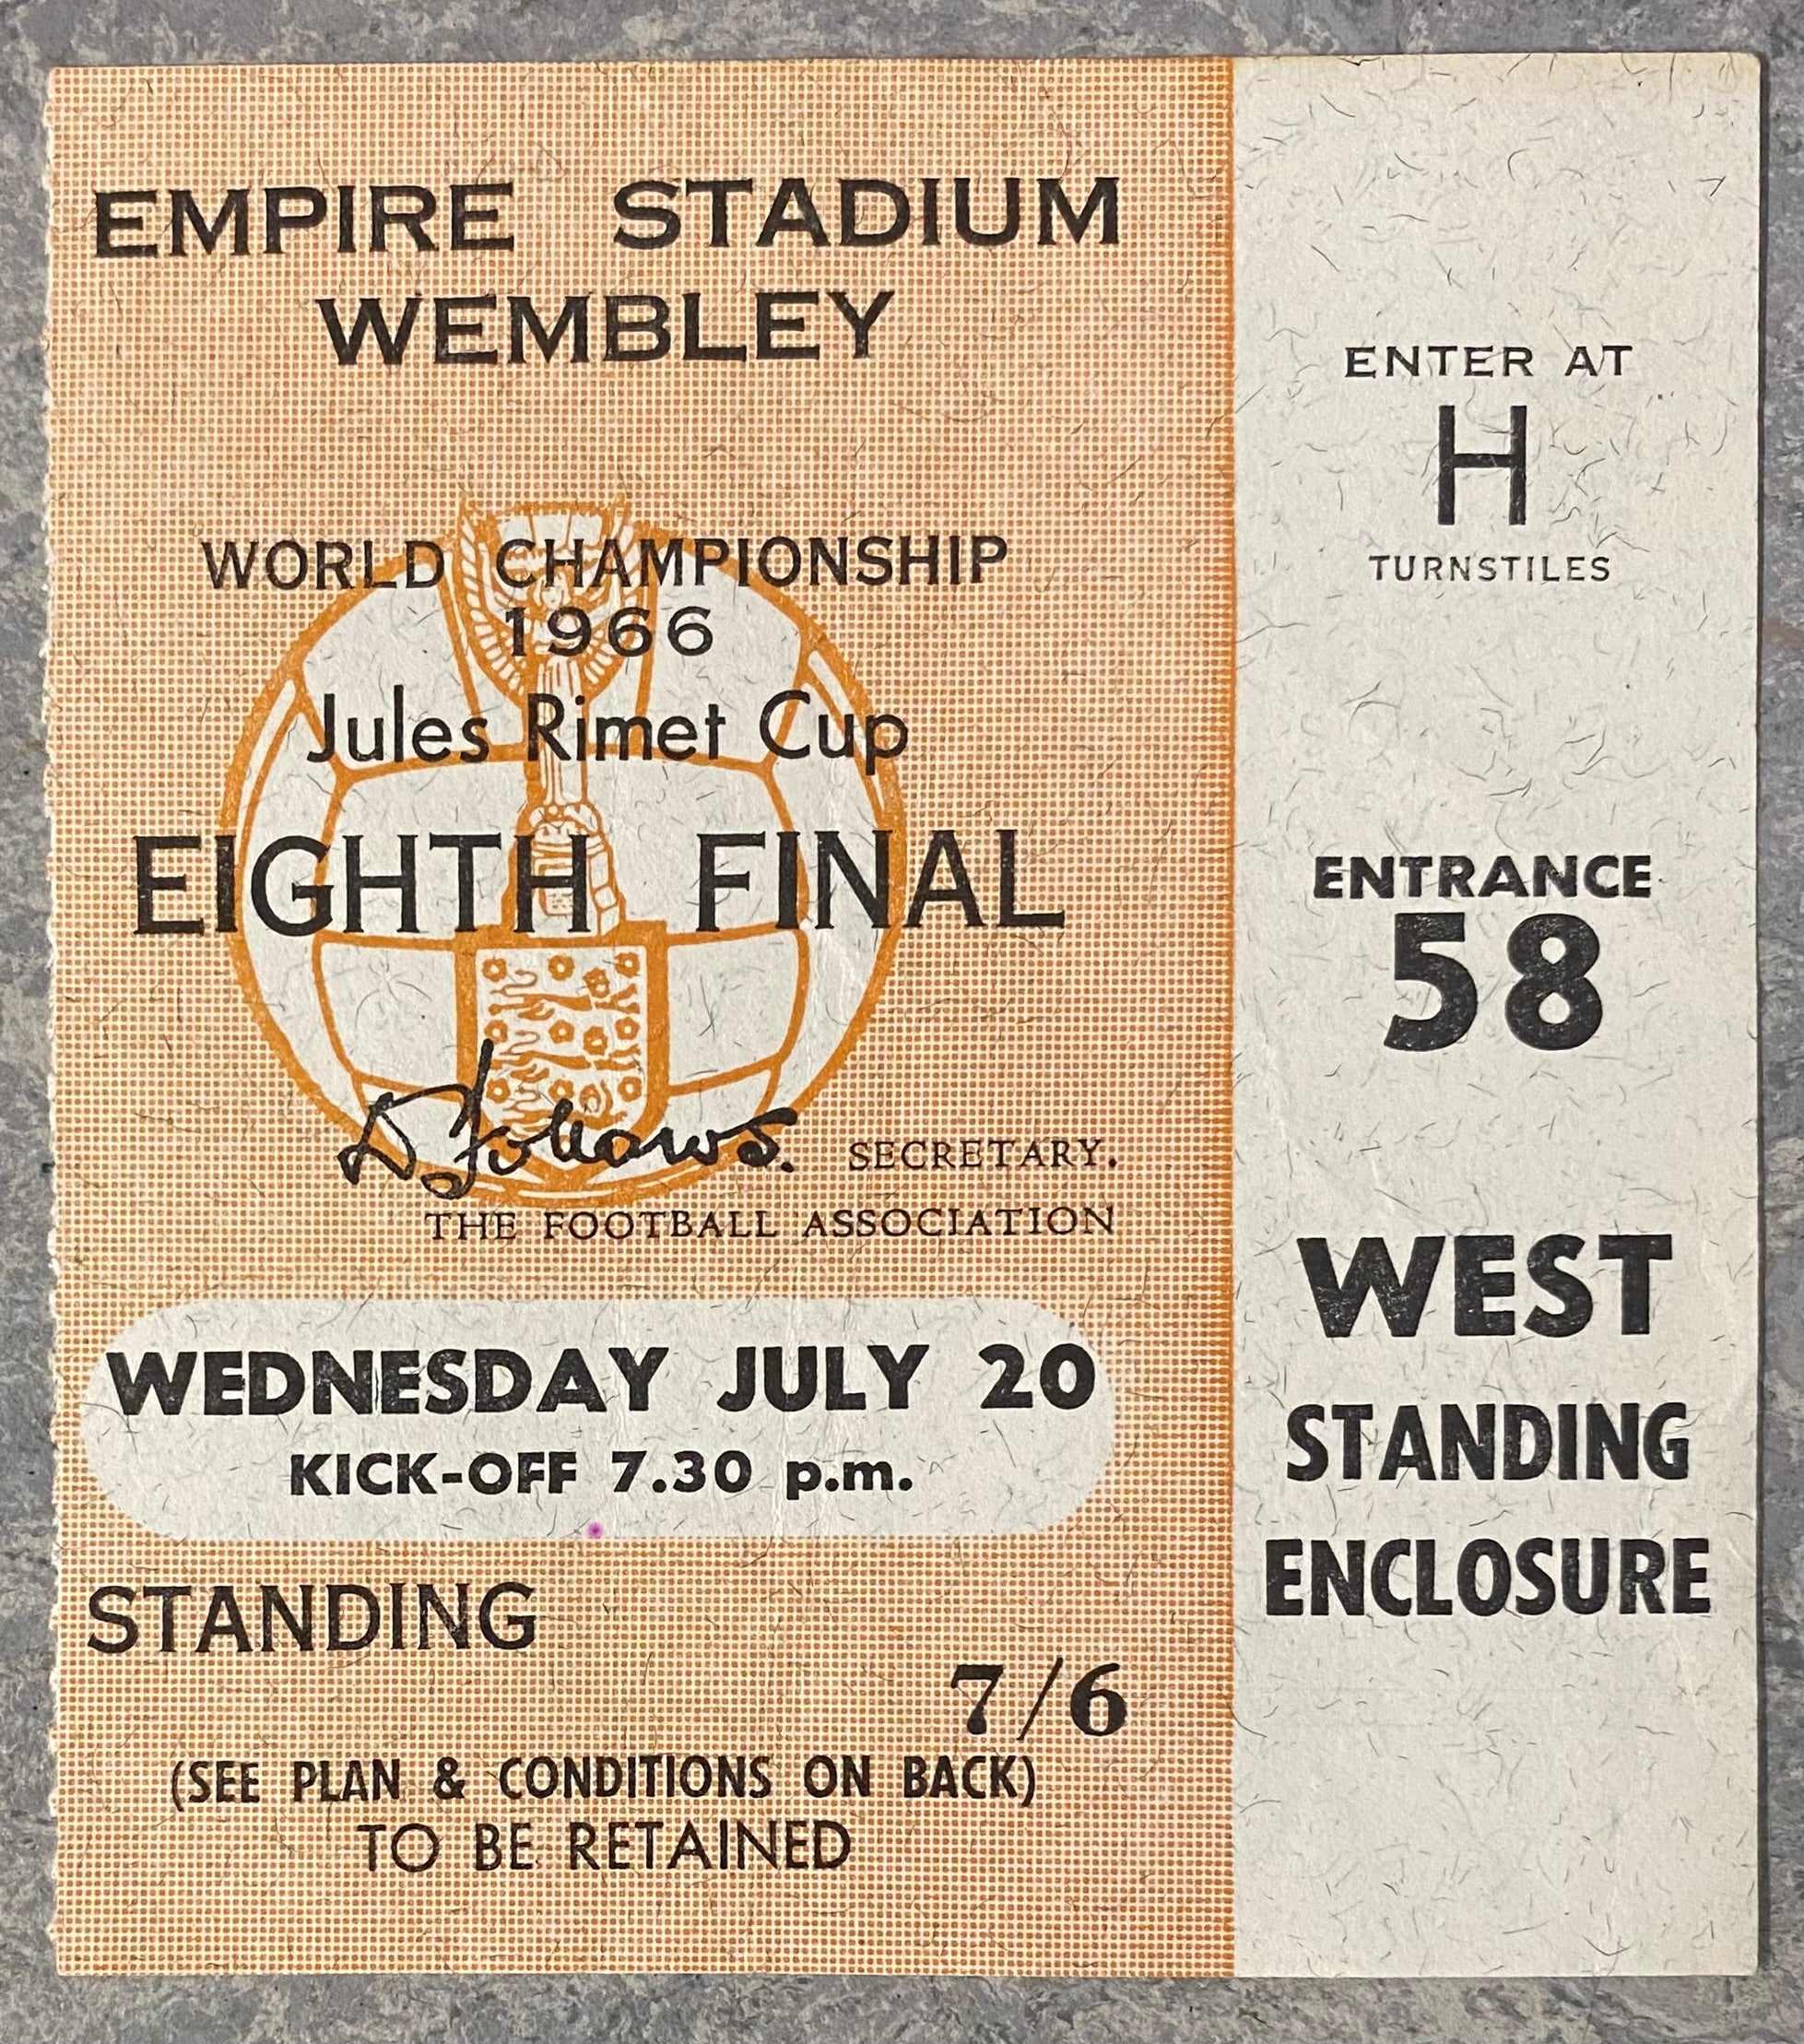 EMPIRE STADIUM
WEMBLEY
WORLD CHAMPIONSHIP
1966
Jules Rimet Cup
EIGHTH FINAL
D Follows. SECRETARY.
THE FOOTBALL ASSOCIATION
WEDNESDAY JULY 20
KICK-OFF 7.30 p.m.
STANDING
7/6
(SEE PLAN & CONDITIONS ON BACK)
TO BE RETAINED
ENTER AT
H
TURNSTILES
ENTRANCE
58
WEST
STANDING
ENCLOSURE